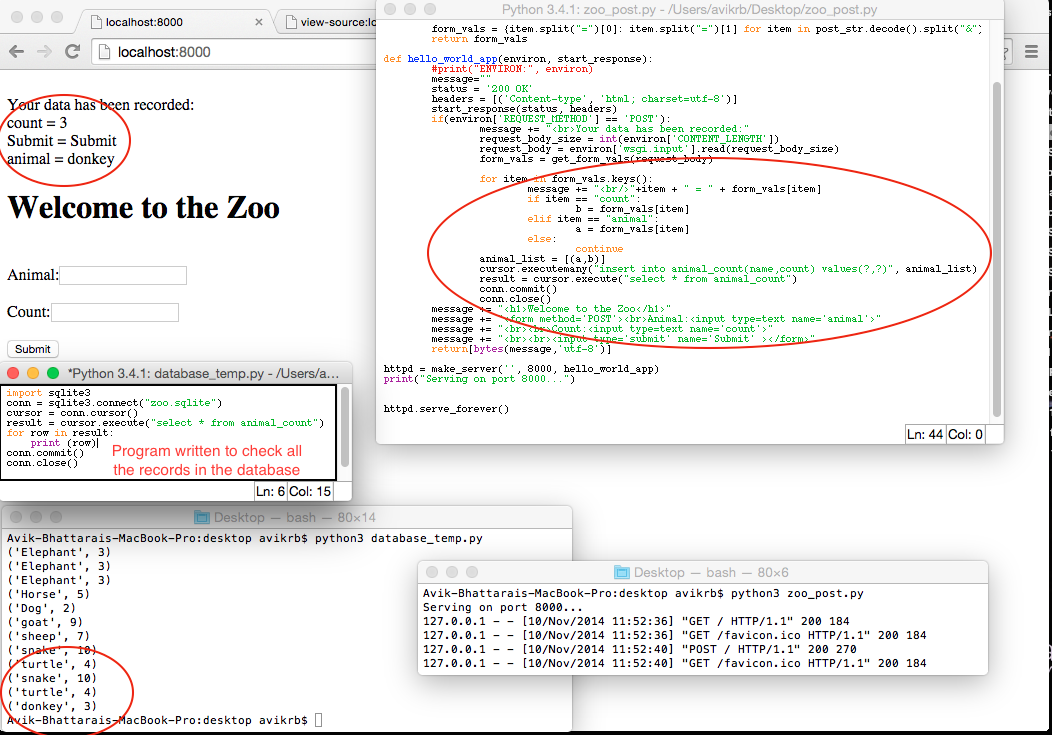 localhost:8000
view-source:lo
localhost:8000
Your data has been recorded:
count = 3
Submit = Submit
animal = donkey
Welcome to the Zoo
Animal:
Count:
Submit
Python 3.4.1: zoo_post.py - /Users/avikrb/Desktop/zoo_post.py
form_vals = {item.split("=")[0]: item.split("=")[1] for item in post_str.decode().split("&")
return form_vals
def hello_world_app(environ, start_response):
#print("ENVIRON:", environ)
message=""
status = '200 OK'
headers = [('Content-type', 'html; charset=utf-8')]
start_response(status, headers)
if(environ['REQUEST_METHOD'] == 'POST'):
message += "<br>Your data has been recorded:"
request_body_size = int(environ['CONTENT_LENGTH'])
request_body = environ['wsgi.input'].read(request_body_size)
form_vals = get_form_vals(request_body)
for item in form_vals.keys():
message += "<br/>"+item + " = " + form_vals[item]
if item == "count":
b = form_vals[item]
elif item == "animal":
a = form_vals[item]
else:
continue
animal_list = [(a,b)]
cursor.executemany("insert into animal_count(name,count) values(?,?)", animal_list)
result = cursor.execute("select * from animal_count")
conn.commit()
conn.close()
message += "<h1>Welcome to the Zoo</h1>"
message += "<form method='POST'><br>Animal:<input type=text name='animal'>"
message += "<br><br>Count:<input type=text name='count'>"
message += "<br><br><input type='submit' name='Submit' ></form>"
return[bytes(message,'utf-8')]
httpd = make_server('', 8000, hello_world_app)
print("Serving on port 8000...")
httpd.serve_forever()
Ln: 44 Col: 0
*Python 3.4.1: database_temp.py - /Users/a...
import sqlite3
conn = sqlite3.connect("zoo.sqlite")
cursor = conn.cursor()
result = cursor.execute("select * from animal_count")
for row in result:
print (row)
conn.commit()
conn.close()
Program written to check all
the records in the database
Ln: 6 Col: 15
Desktop — bash — 80×14
Avik-Bhattarais-MacBook-Pro:desktop avikrb$ python3 database_temp.py
('Elephant', 3)
('Elephant', 3)
('Elephant', 3)
('Horse', 5)
('Dog', 2)
('goat', 9)
('sheep', 7)
('snake', 10)
('turtle', 4)
('snake', 10)
('turtle', 4)
('donkey', 3)
Avik-Bhattarais-MacBook-Pro:desktop avikrb$
Desktop — bash — 80×6
Avik-Bhattarais-MacBook-Pro:desktop avikrb$ python3 zoo_post.py
Serving on port 8000...
127.0.0.1 - - [10/Nov/2014 11:52:36] "GET / HTTP/1.1" 200 184
127.0.0.1 - - [10/Nov/2014 11:52:36] "GET /favicon.ico HTTP/1.1" 200 184
127.0.0.1 - - [10/Nov/2014 11:52:40] "POST / HTTP/1.1" 200 270
127.0.0.1 - - [10/Nov/2014 11:52:40] "GET /favicon.ico HTTP/1.1" 200 184